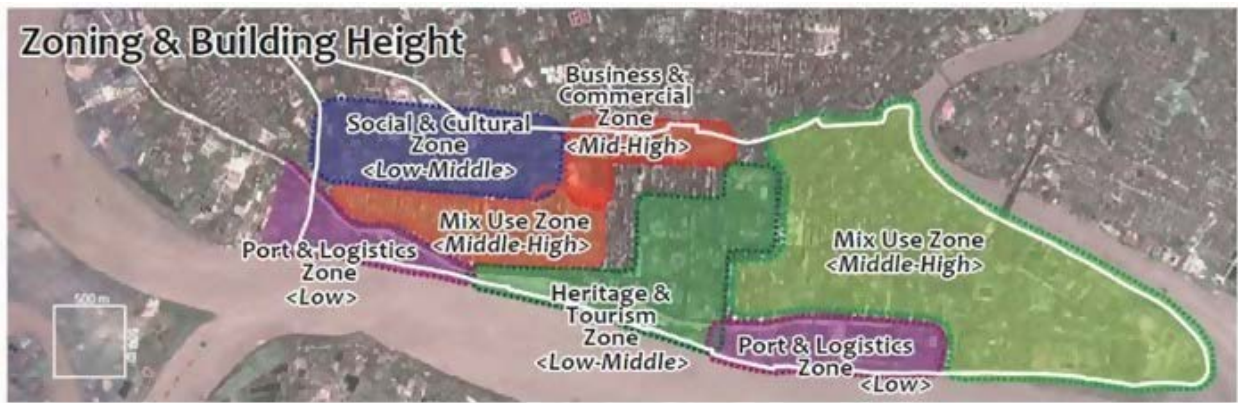 Zoning & Building Height
Business &
Commercial
Zone
<Mid-High>
Social & Cultural
Zone
<Low-Middle>
Mix Use Zone
<Middle-High>
Port & Logistics
Zone
<Low>
Mix Use Zone
<Middle-High>
Heritage &
Tourism
Zone
<Low-Middle>
Port & Logistics
Zone
<Low>
500 m
500 m